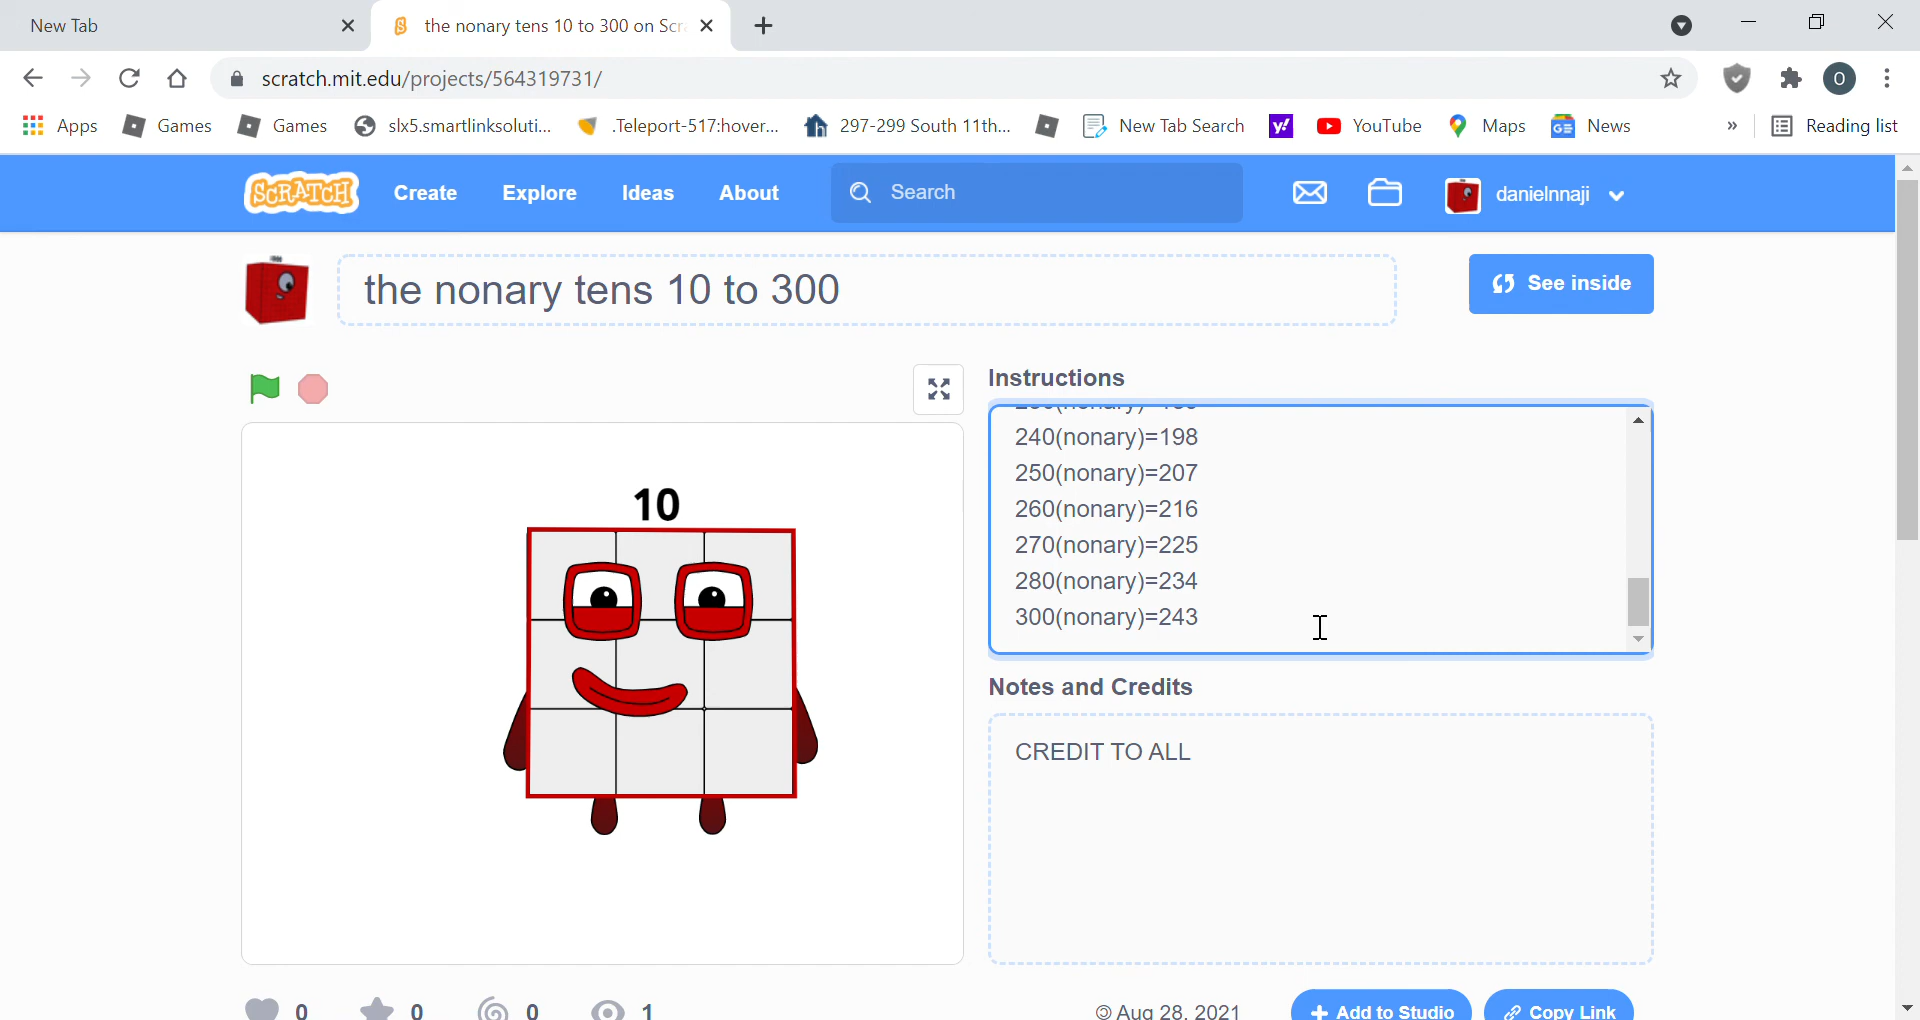 New Tab
the nonary tens 10 to 300 on Scr
scratch.mit.edu/projects/564319731/
O
Apps
Games
Games
slx5.smartlinksoluti...
.Teleport-517:hover...
297-299 South 11th...
New Tab Search
y!
YouTube
Maps
News
»
Reading list
SCRATCH
Create
Explore
Ideas
About
Search
danielnnaji
the nonary tens 10 to 300
See inside
Instructions
240(nonary)=198
250(nonary)=207
260(nonary)=216
270(nonary)=225
280(nonary)=234
300(nonary)=243
10
Notes and Credits
CREDIT TO ALL
0
0
0
1
© Aug 28, 2021
+ Add to Studio
Copy Link